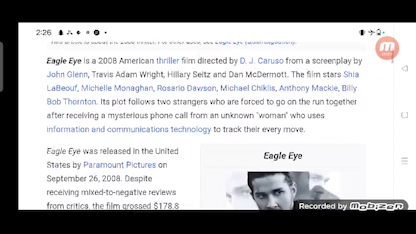 2:26
Eagle Eye is a 2008 American thriller film directed by D. J. Caruso from a screenplay by
John Glenn, Travis Adam Wright, Hillary Seitz and Dan McDermott. The film stars Shia
LaBeouf, Michelle Monaghan, Rosario Dawson, Michael Chiklis, Anthony Mackie, Billy
Bob Thornton. Its plot follows two strangers who are forced to go on the run together
after receiving a mysterious phone call from an unknown "woman" who uses
information and communications technology to track their every move.
Eagle Eye was released in the United
States by Paramount Pictures on
September 26, 2008. Despite
receiving mixed-to-negative reviews
from critics, the film grossed $178.8
Eagle Eye
Recorded by Mobizen